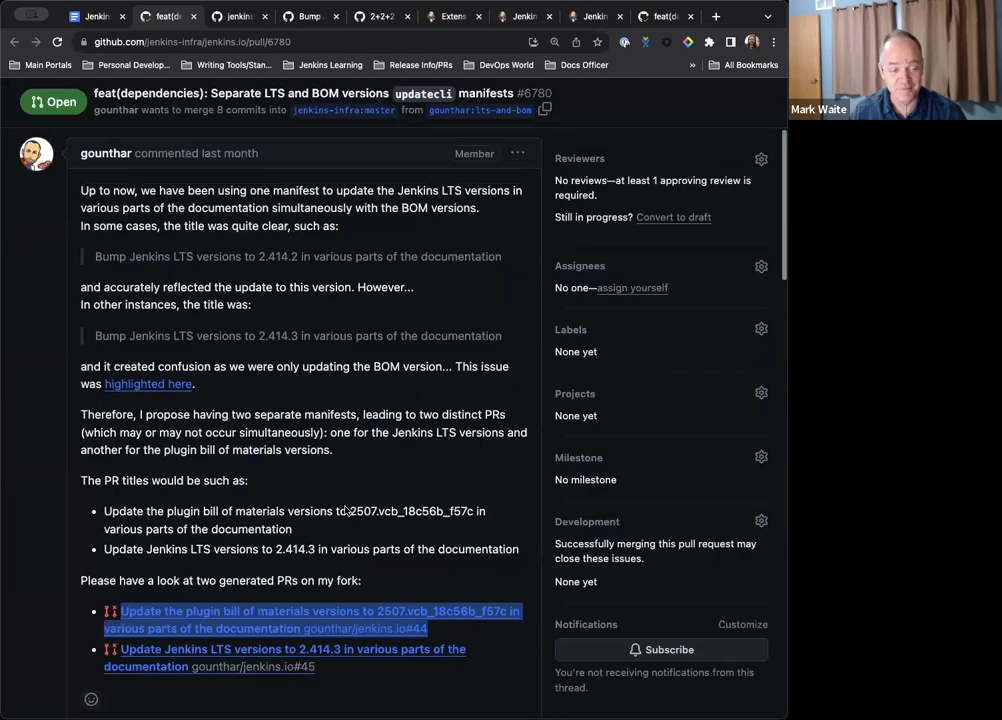 Jenkin
feat(de
jenkins
Bump
2+2+2
Extens
Jenkin
Jenkin
feat(de
github.com/jenkins-infra/jenkins.io/pull/6780
Main Portals
Personal Develop...
Writing Tools/Stan...
Jenkins Learning
Release Info/PRs
DevOps World
Docs Officer
»
All Bookmarks
Mark Waite
Open
feat(dependencies): Separate LTS and BOM versions updatecli manifests #6780
gounthar wants to merge 8 commits into jenkins-infra:master from gounthar:lts-and-bom
gounthar commented last month
Member
Up to now, we have been using one manifest to update the Jenkins LTS versions in
various parts of the documentation simultaneously with the BOM versions.
In some cases, the title was quite clear, such as:
Bump Jenkins LTS versions to 2.414.2 in various parts of the documentation
and accurately reflected the update to this version. However...
In other instances, the title was:
Bump Jenkins LTS versions to 2.414.3 in various parts of the documentation
and it created confusion as we were only updating the BOM version... This issue
was highlighted here.
Therefore, I propose having two separate manifests, leading to two distinct PRs
(which may or may not occur simultaneously): one for the Jenkins LTS versions and
another for the plugin bill of materials versions.
The PR titles would be such as:
• Update the plugin bill of materials versions to 2507.vcb_18c56b_f57c in
various parts of the documentation
• Update Jenkins LTS versions to 2.414.3 in various parts of the documentation
Please have a look at two generated PRs on my fork:
• Update the plugin bill of materials versions to 2507.vcb_18c56b_f57c in
various parts of the documentation gounthar/jenkins.io#44
• Update Jenkins LTS versions to 2.414.3 in various parts of the
documentation gounthar/jenkins.io#45
Reviewers
No reviews—at least 1 approving review is
required.
Still in progress? Convert to draft
Assignees
No one—assign yourself
Labels
None yet
Projects
None yet
Milestone
No milestone
Development
Successfully merging this pull request may
close these issues.
None yet
Notifications
Customize
Subscribe
You're not receiving notifications from this
thread.